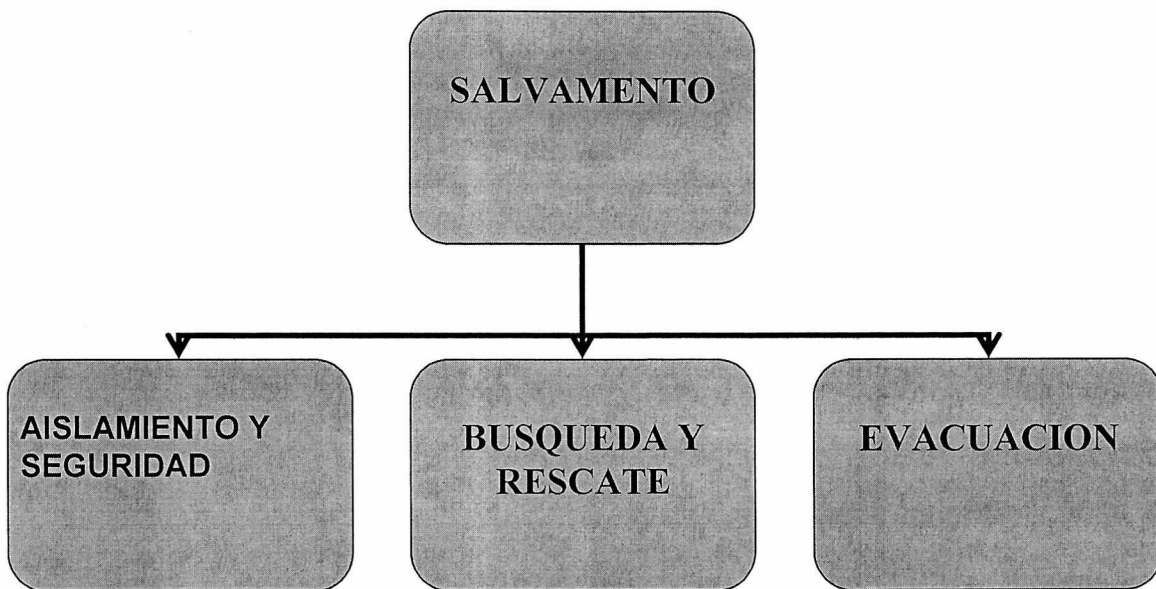 SALVAMENTO
AISLAMIENTO Y
SEGURIDAD
BUSQUEDA Y
RESCATE
EVACUACION